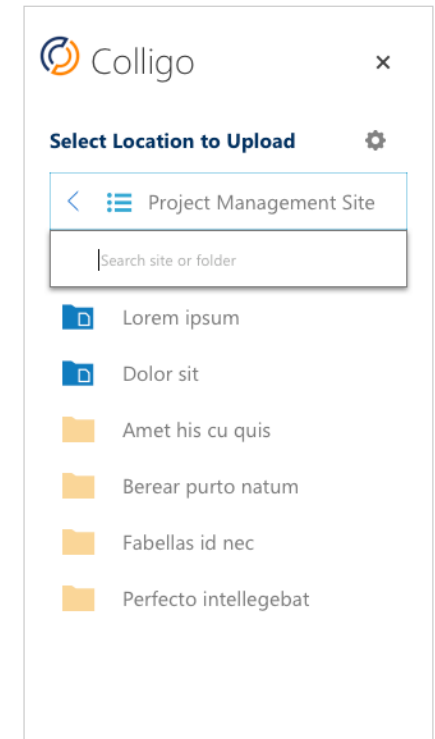 Colligo
Select Location to Upload
Project Management Site
Search site or folder
Lorem ipsum
Dolor sit
Amet his cu quis
Berear purto natum
Fabellas id nec
Perfecto intellegebat